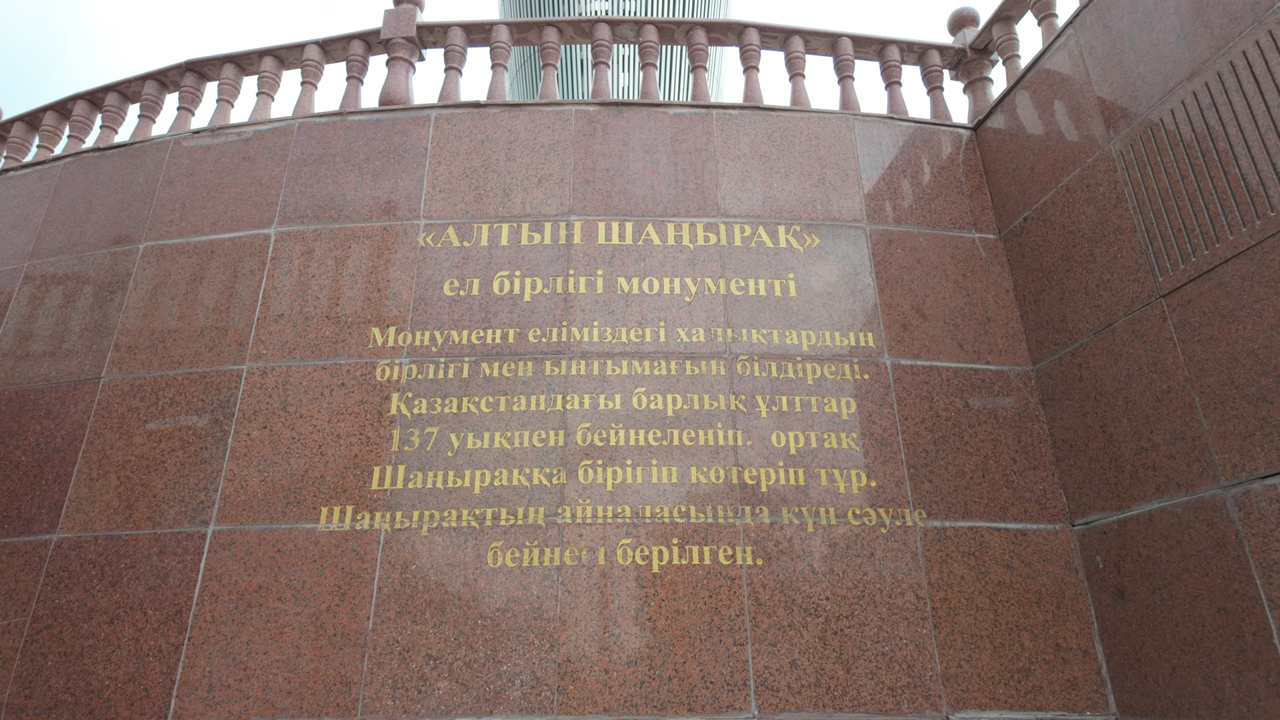 «АЛТЫН ШАҢЫРАҚ»
ел бірлігі монументі
Монумент еліміздегі халықтардың
бірлігі мен ынтымағын білдіреді.
Қазақстандағы барлық ұлттар
137 уықпен бейнеленіп. ортақ
Шаңыраққа бірігіп көтеріп тұр.
Шаңырақтың айналасында күн сәуле
бейнесі берілген.